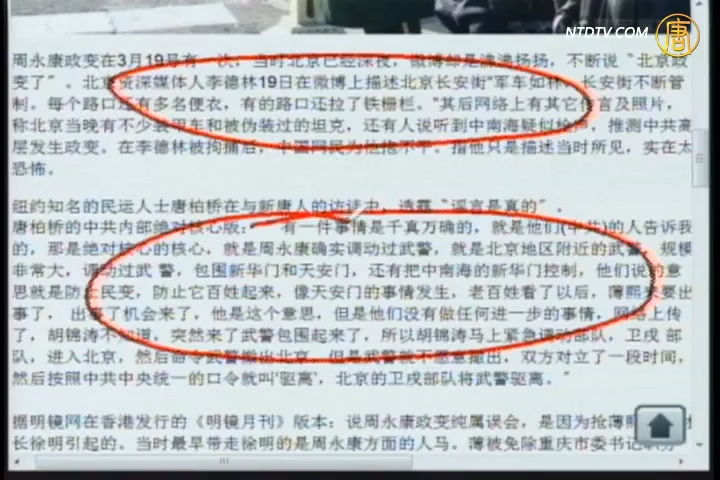 NTDTV.COM
唐
周永康政变在3月19号有一次，当时北京已经深夜，微博却是沸沸扬扬，不断说“北京政
变了”。北京资深媒体人李德林19日在微博上描述北京长安街“军车如林，长安街不断管
制。每个路口还有多名便衣，有的路口还拉了铁栅栏。”其后网络上有其它传言及照片，
称北京当晚有不少装甲车和被伪装过的坦克，还有人说听到中南海疑似枪声，推测中共高
层发生政变。在李德林被拘捕后，中国网民为他抱不平。指他只是描述当时所见，实在太
恐怖。
纽约知名的民运人士唐柏桥在与新唐人的访谈中，透露“谣言是真的”。
唐柏桥的中共内部绝对核心版： 有一件事情是千真万确的，就是他们(中共)的人告诉我
的，那是绝对核心的核心，就是周永康确实调动过武警，就是北京地区附近的武警，规模
非常大，调动过武 警，包围新华门和天安门，还有把中南海的新华门控制，他们说的意
思就是防止民变，防止它百姓起来，像天安门的事情发生，老百姓看了以后，薄熙来要出
事了，出事了机会来了，他是这个意思，但是他们没有做任何进一步的事情，网络上传
了，胡锦涛不知道，突然来了武警包围起来了，所以胡锦涛马上紧急调动部队，卫戍 部
队，进入北京，然后命令武警撤出北京，但是武警就不愿意撤出，双方对立了一段时间，
然后按照中共中央统一的口令就叫‘驱离’，北京的卫戍部队将武警驱离。”
据明镜网在香港发行的《明镜月刊》版本：说周永康政变纯属误会，是因为抢薄熙
长徐明引起的。当时最早带走徐明的是周永康方面的人马。薄被免除重庆市委书记